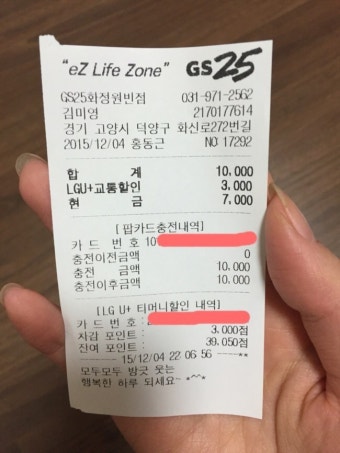 "eZ Life Zone" GS25
GS25화정원빈점 031-971-2562
김미영 2170177614
경기 고양시 덕양구 화신로272번길
2015/12/04 홍동근 NO 17292
합 계 10,000
LGU+교통할인 3,000
현 금 7,000
[팝카드충전내역]
카 드 번 호 10
충전이전금액 0
충전 금액 10,000
충전이후금액 10,000
[LG U+ 티머니할인 내역]
카 드 번 호 :
차감 포인트 : 3,000점
잔여 포인트 : 39,050점
15/12/04 22 06 56 ----**
모두모두 방긋 웃는
행복한 하루 되세요~ *^^*